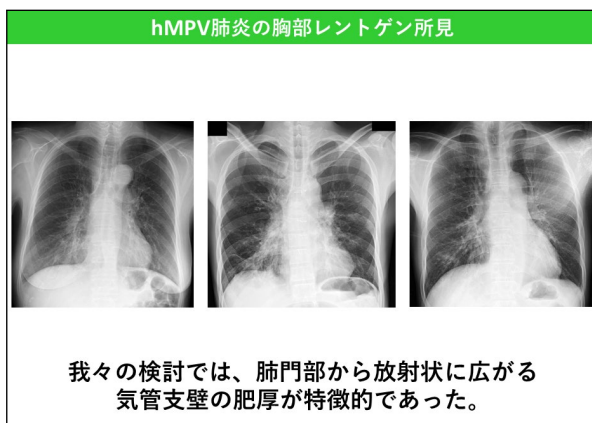 hMPV肺炎の胸部レントゲン所見
我々の検討では、肺門部から放射状に広がる
気管支壁の肥厚が特徴的であった。